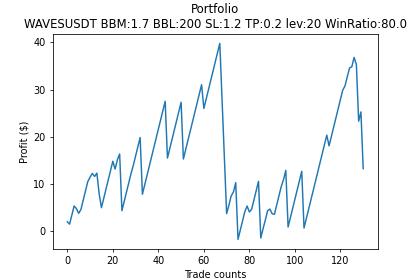 Portfolio
WAVESUSDT BBM:1.7 BBL:200 SL:1.2 TP:0.2 lev:20 WinRatio:80.0
40
30
20
10
0
Profit ($)
0 20 40 60 80 100 120
Trade counts